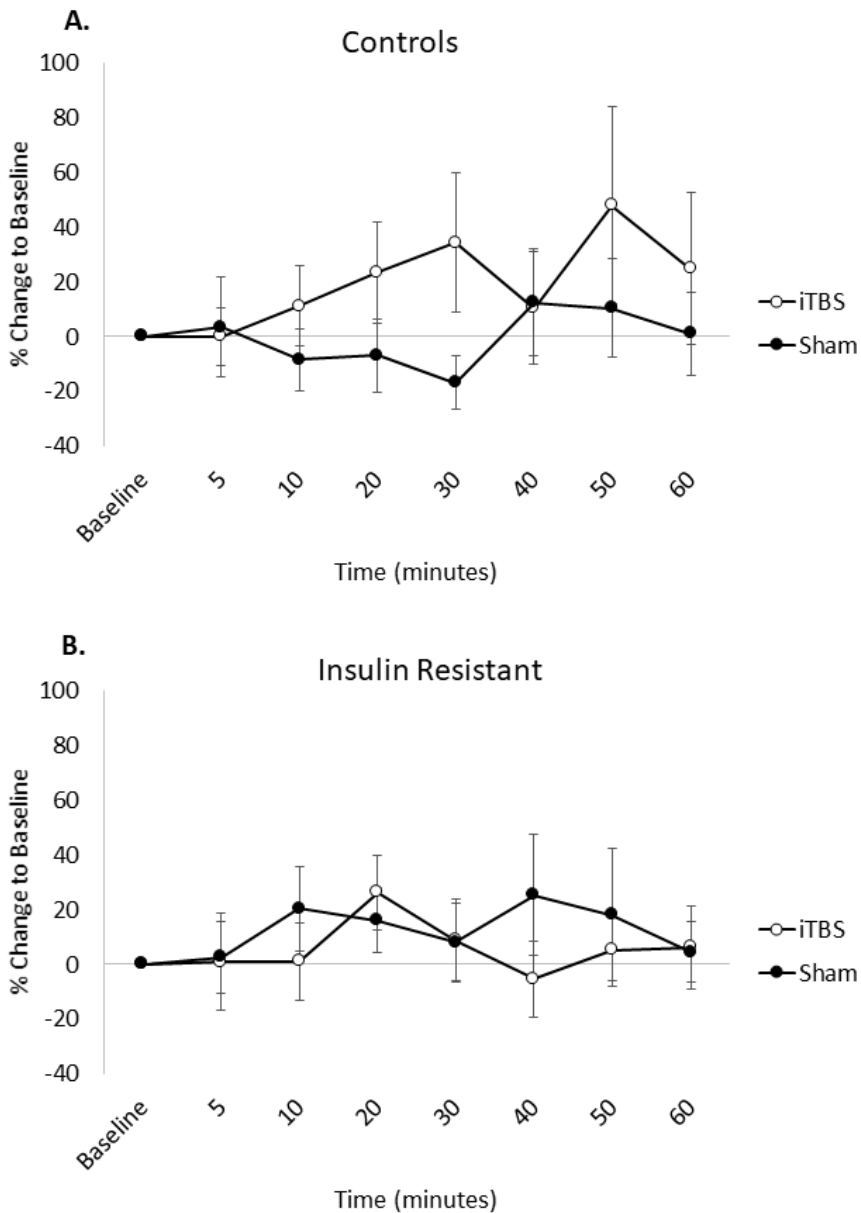 A.
Controls
100
80
60
40
20
0
-20
-40
% Change to Baseline
Baseline 5 10 20 30 40 50 60
Time (minutes)
iTBS
Sham
B.
Insulin Resistant
100
80
60
40
20
0
-20
-40
% Change to Baseline
Baseline 5 10 20 30 40 50 60
Time (minutes)
iTBS
Sham